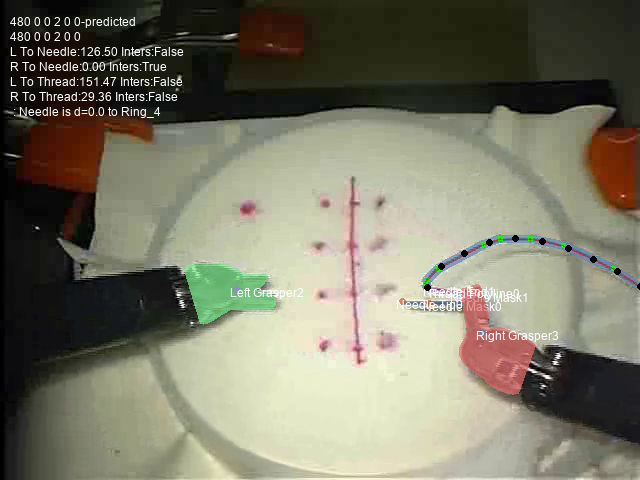 480 0 0 2 0 0-predicted
480 0 0 2 0 0
L To Needle:126.50 Inters:False
R To Needle:0.00 Inters:True
L To Thread:151.47 Inters:False
R To Thread:29.36 Inters:False
: Needle is d=0.0 to Ring_4
Left Grasper2
Needle Mask0
Right Grasper3